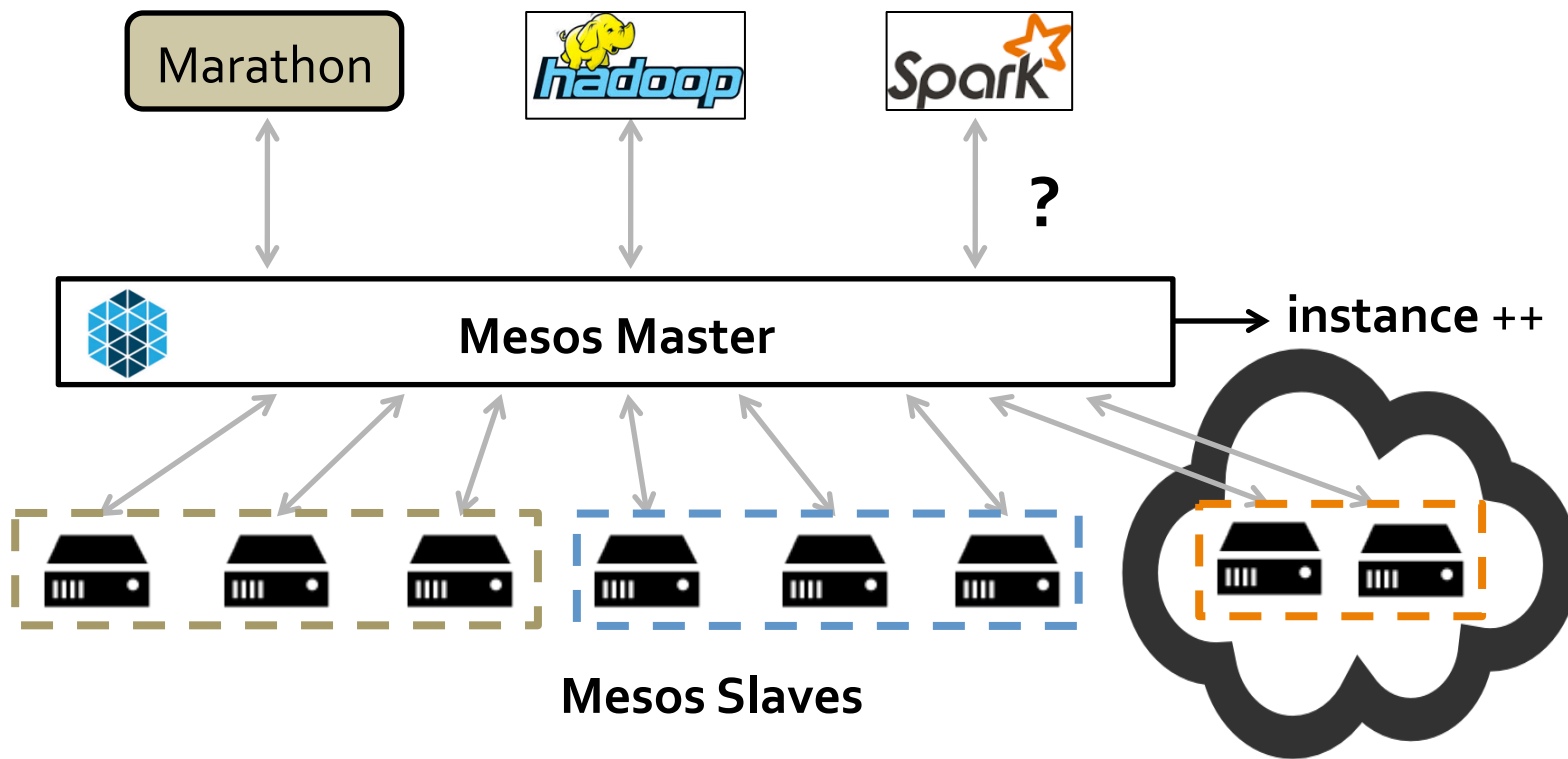 Marathon
hadoop
Spark
?
Mesos Master
instance ++
Mesos Slaves